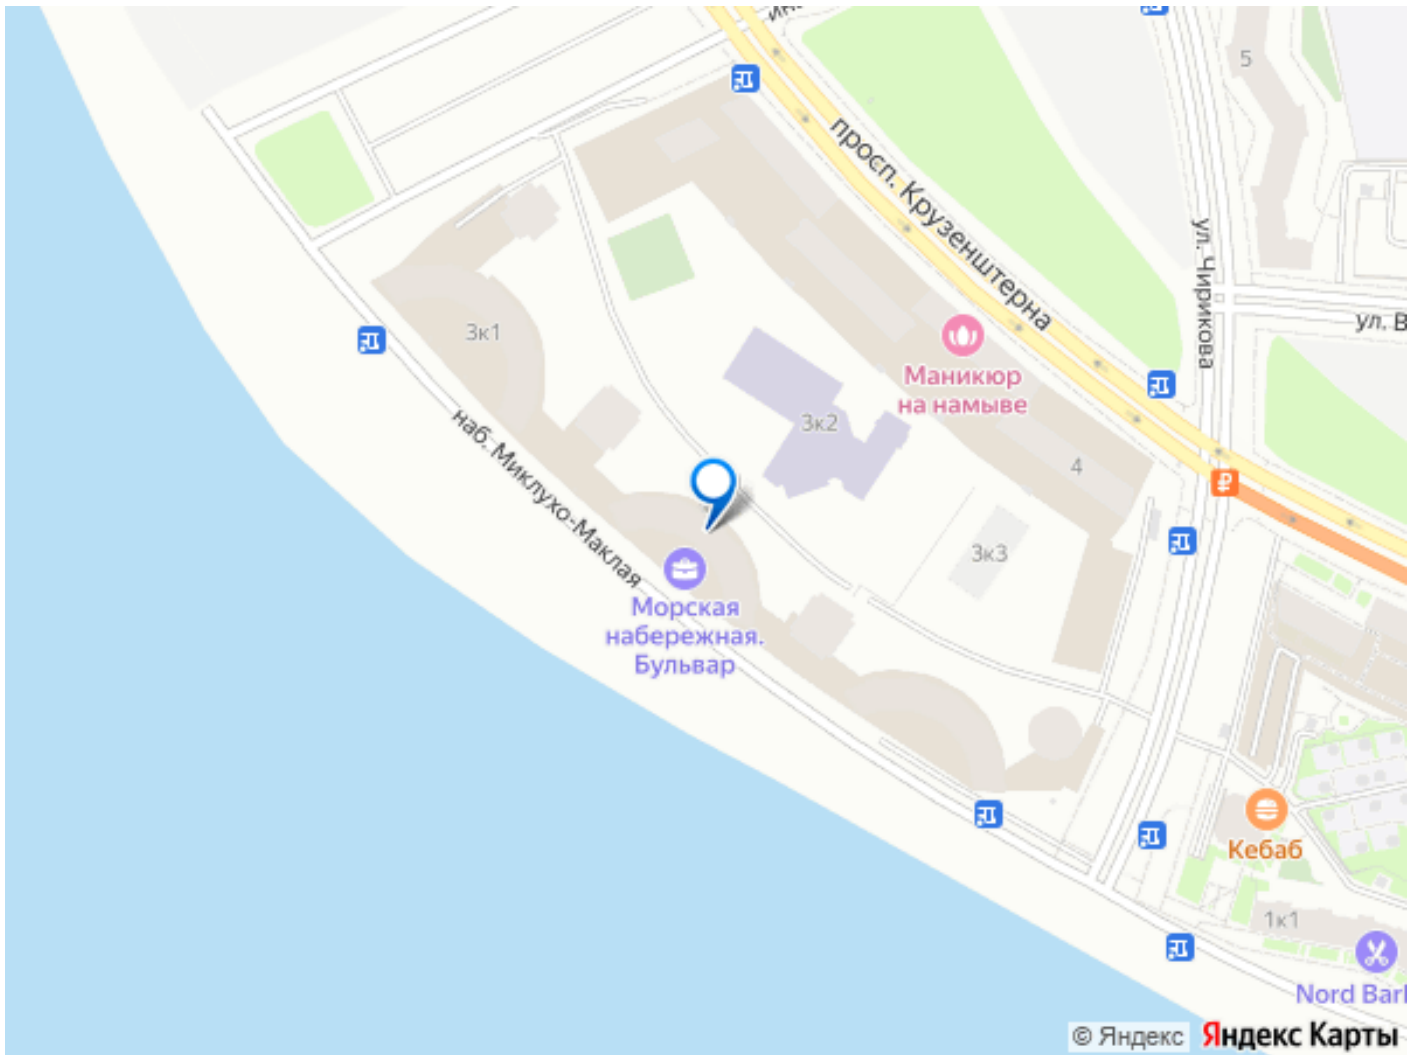 5
просп. Крузенштерна
ул. Чирикова
ул. В
3к1
Маникюр
на намыве
3к2
4
наб. Миклухо-Маклая
3к3
Морская
набережная.
Бульвар
Кебаб
1к1
Nord Barl
© Яндекс
Яндекс Карты